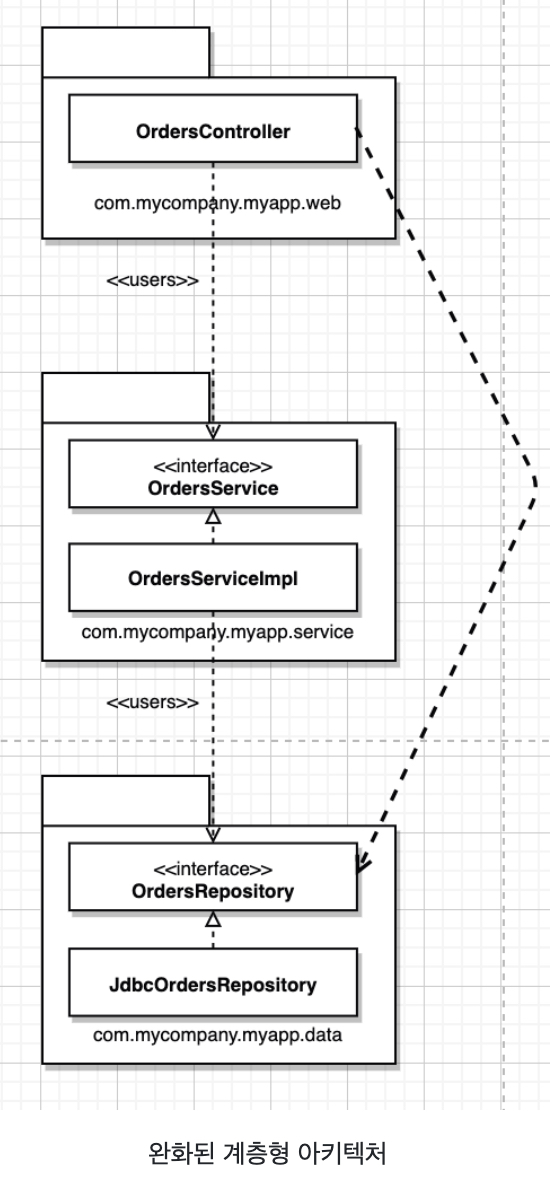 OrdersController
com.mycompany.myapp.web
<<users>>
<<interface>>
OrdersService
OrdersServiceImpl
com.mycompany.myapp.service
<<users>>
<<interface>>
OrdersRepository
JdbcOrdersRepository
com.mycompany.myapp.data
완화된 계층형 아키텍처